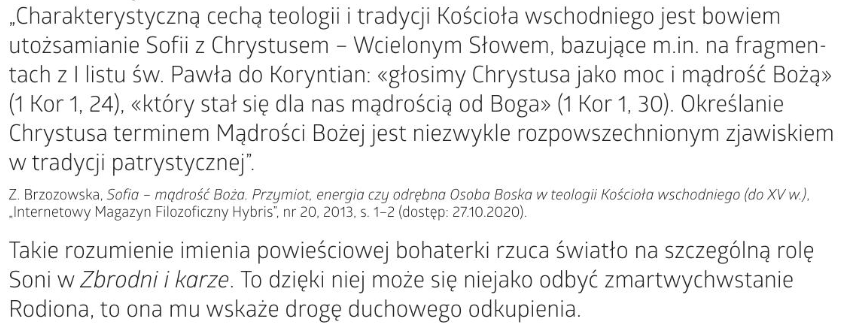 „Charakterystyczną cechą teologii i tradycji Kościoła wschodniego jest bowiem
utożsamianie Sofii z Chrystusem – Wcielonym Słowem, bazujące m.in. na fragmen-
tach z I listu św. Pawła do Koryntian: «głosimy Chrystusa jako moc i mądrość Bożą»
(1 Kor 1, 24), «który stał się dla nas mądrością od Boga» (1 Kor 1, 30). Określanie
Chrystusa terminem Mądrości Bożej jest niezwykle rozpowszechnionym zjawiskiem
w tradycji patrystycznej”.
Z. Brzozowska, Sofia – mądrość Boża. Przymiot, energia czy odrębna Osoba Boska w teologii Kościoła wschodniego (do XV w.),
„Internetowy Magazyn Filozoficzny Hybris”, nr 20, 2013, s. 1–2 (dostęp: 27.10.2020).
Takie rozumienie imienia powieściowej bohaterki rzuca światło na szczególną rolę
Soni w Zbrodni i karze. To dzięki niej może się niejako odbyć zmartwychwstanie
Rodiona, to ona mu wskaże drogę duchowego odkupienia.